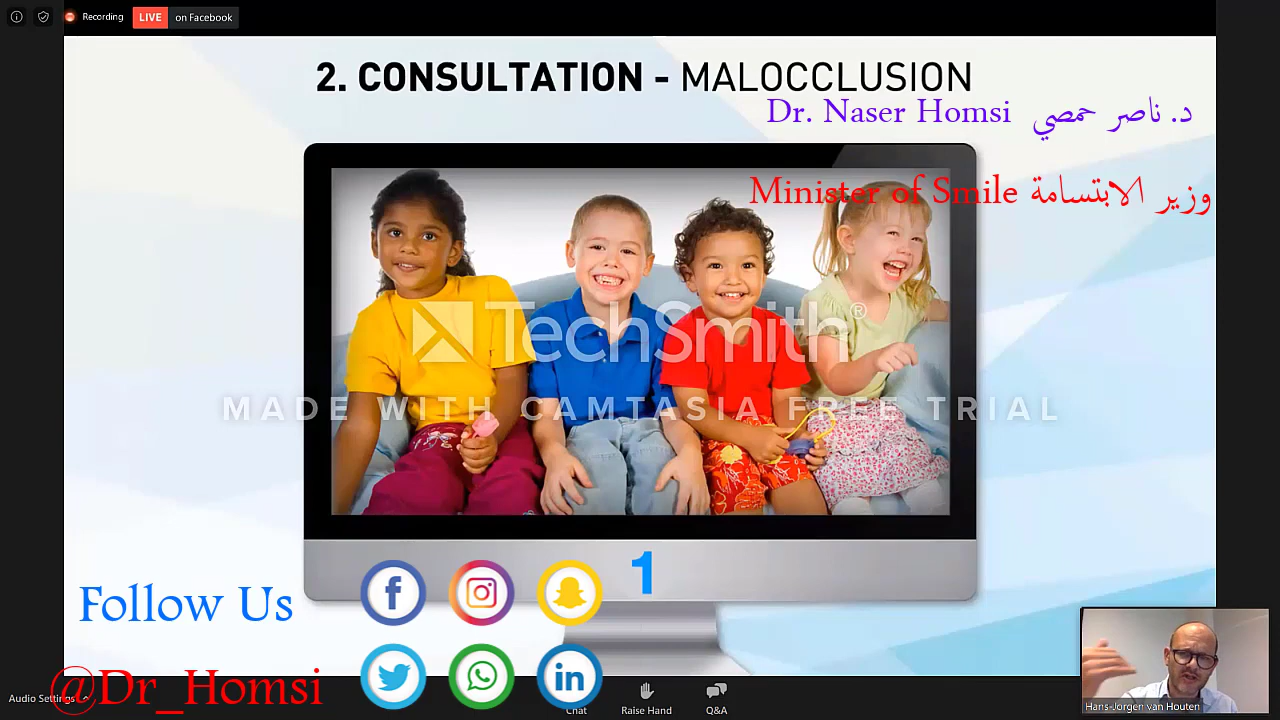 Recording LIVE on Facebook
2. CONSULTATION - MALOCCLUSION
Dr. Naser Homsi د. ناصر حمصي
Minister of Smile وزير الابتسامة
TechSmith®
MADE WITH CAMTASIA FREE TRIAL
1
Follow Us
@Dr_Homsi
Audio Settings
Chat
Raise Hand
Q&A
Hans-Jorgen van Houten